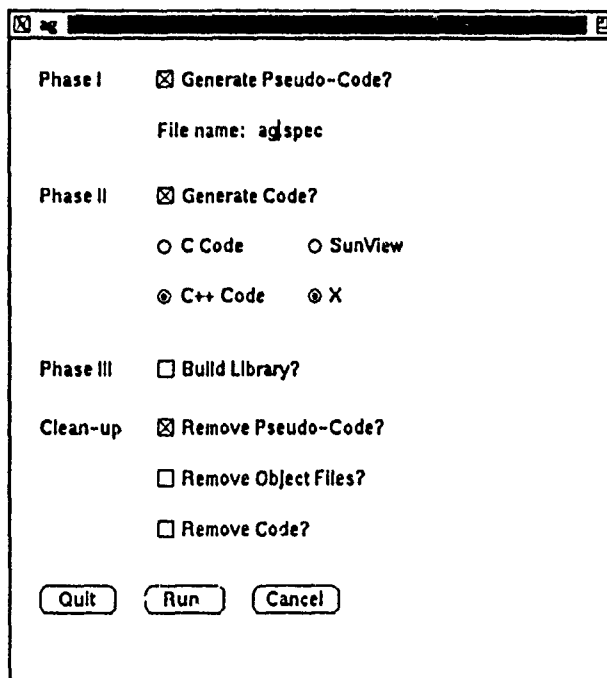 ag
Phase I Generate Pseudo-Code?
File name: ag.spec
Phase II Generate Code?
C Code SunView
C++ Code X
Phase III Build Library?
Clean-up Remove Pseudo-Code?
Remove Object Files?
Remove Code?
Quit Run Cancel